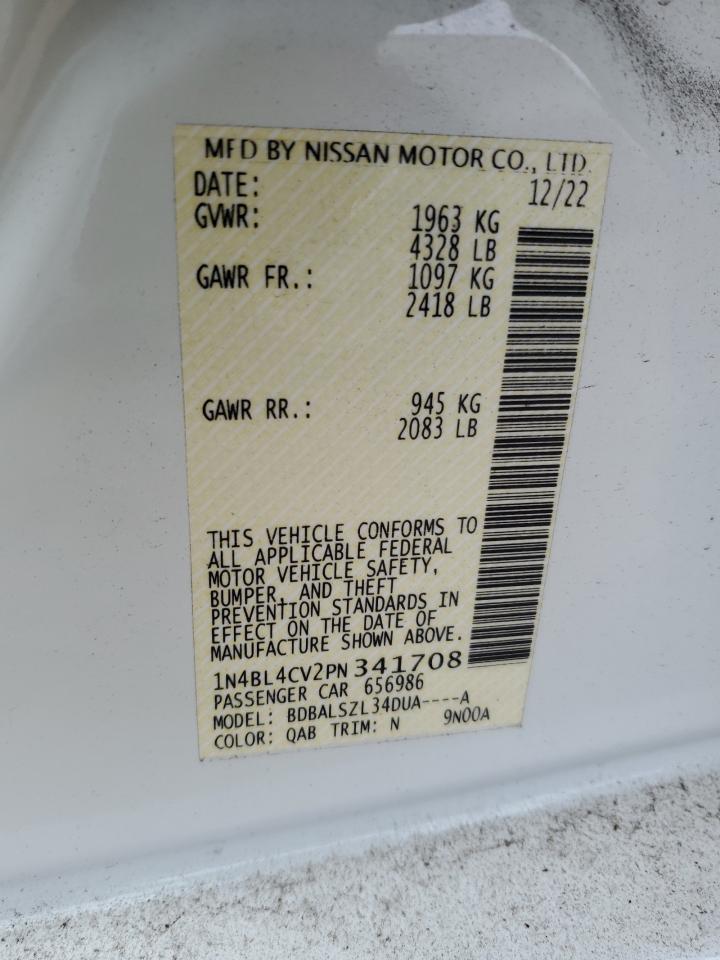 MFD BY NISSAN MOTOR CO., LTD.
DATE: 12/22
GVWR: 1963 KG
4328 LB
GAWR FR.: 1097 KG
2418 LB
GAWR RR.: 945 KG
2083 LB
THIS VEHICLE CONFORMS TO
ALL APPLICABLE FEDERAL
MOTOR VEHICLE SAFETY,
BUMPER, AND THEFT
PREVENTION STANDARDS IN
EFFECT ON THE DATE OF
MANUFACTURE SHOWN ABOVE.
1N4BL4CV2PN341708
PASSENGER CAR 656986
MODEL: BDBALSZL34DUA----A
COLOR: QAB TRIM: N 9N00A